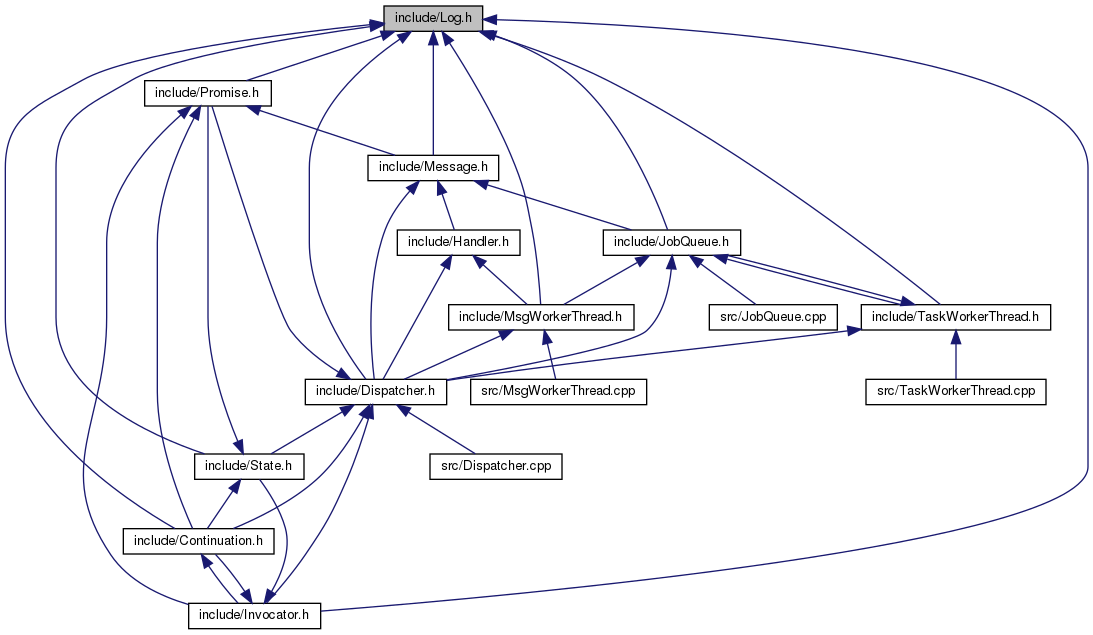 include/Log.h
include/Promise.h
include/Message.h
include/Handler.h
include/JobQueue.h
include/MsgWorkerThread.h
src/JobQueue.cpp
include/TaskWorkerThread.h
include/Dispatcher.h
src/MsgWorkerThread.cpp
src/TaskWorkerThread.cpp
include/State.h
src/Dispatcher.cpp
include/Continuation.h
include/Invocator.h